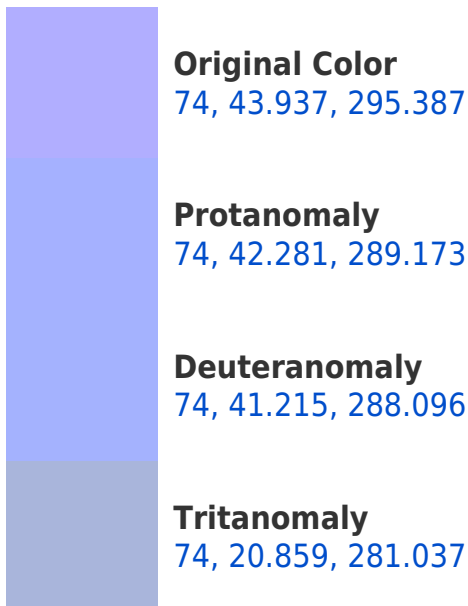 Original Color
74, 43.937, 295.387
Protanomaly
74, 42.281, 289.173
Deuteranomaly
74, 41.215, 288.096
Tritanomaly
74, 20.859, 281.037